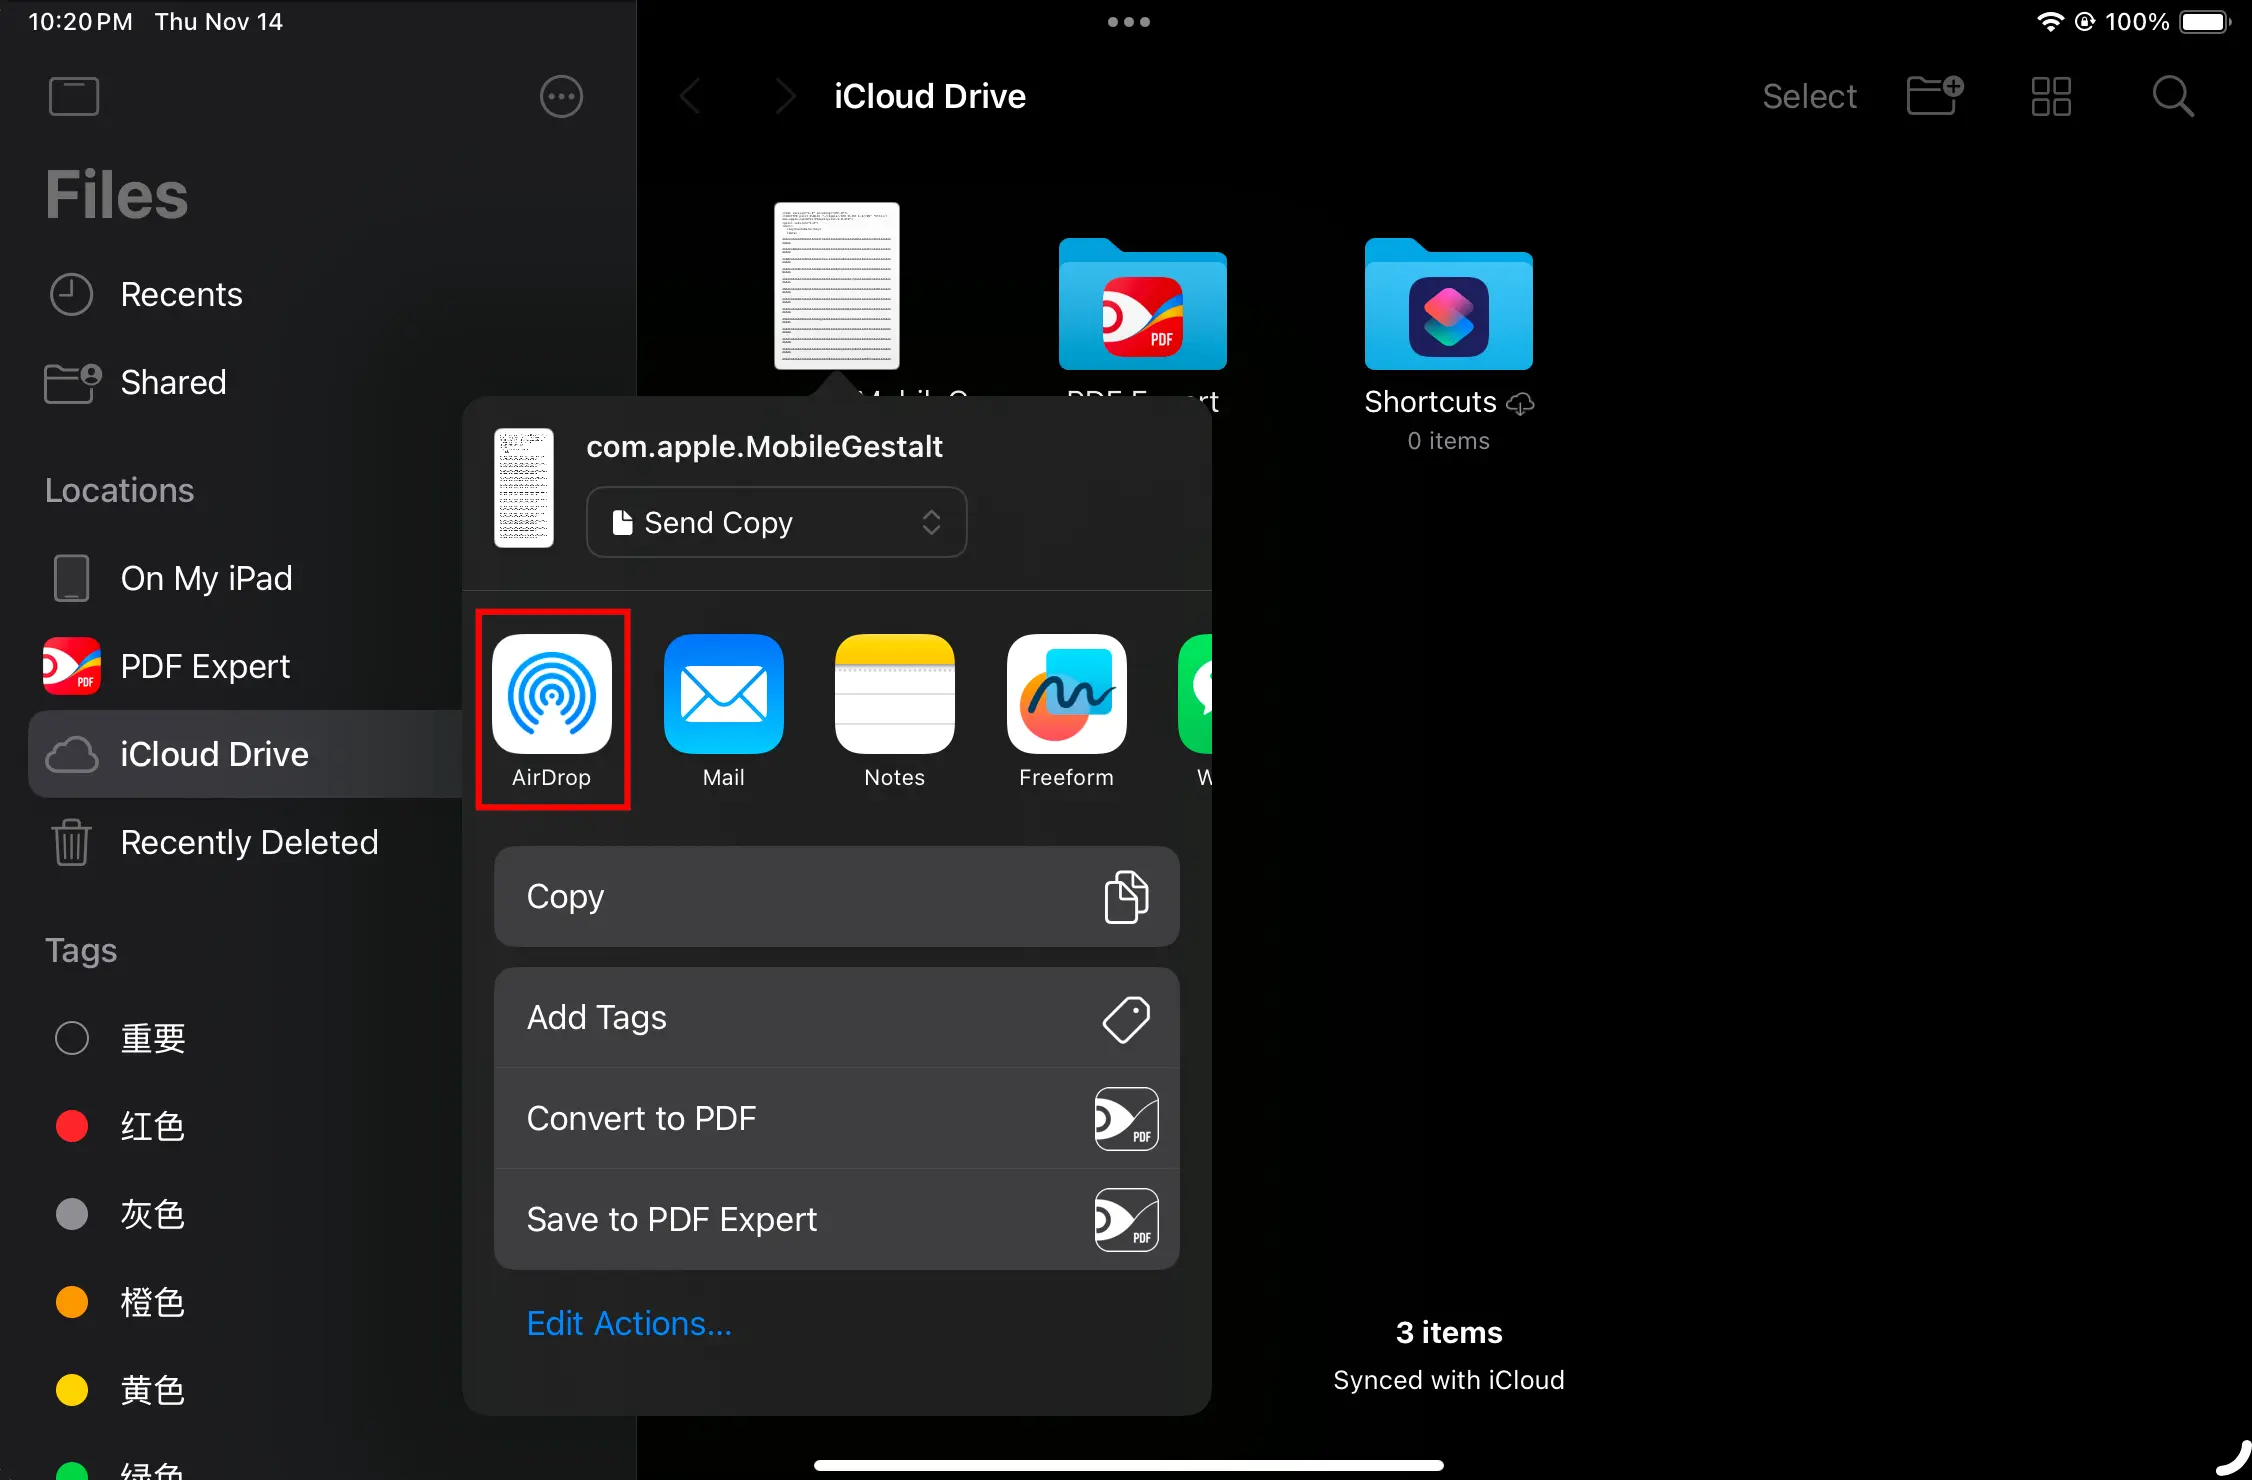 10:20 PM Thu Nov 14
100%
Files
Recents
Shared
Locations
On My iPad
PDF Expert
iCloud Drive
Recently Deleted
Tags
重要
红色
灰色
橙色
黄色
绿色
iCloud Drive
Select
PDF
PDF Expert
Shortcuts
0 items
com.apple.MobileGestalt
Send Copy
AirDrop
Mail
Notes
Freeform
W
Copy
Add Tags
Convert to PDF
PDF
Save to PDF Expert
PDF
Edit Actions...
3 items
Synced with iCloud